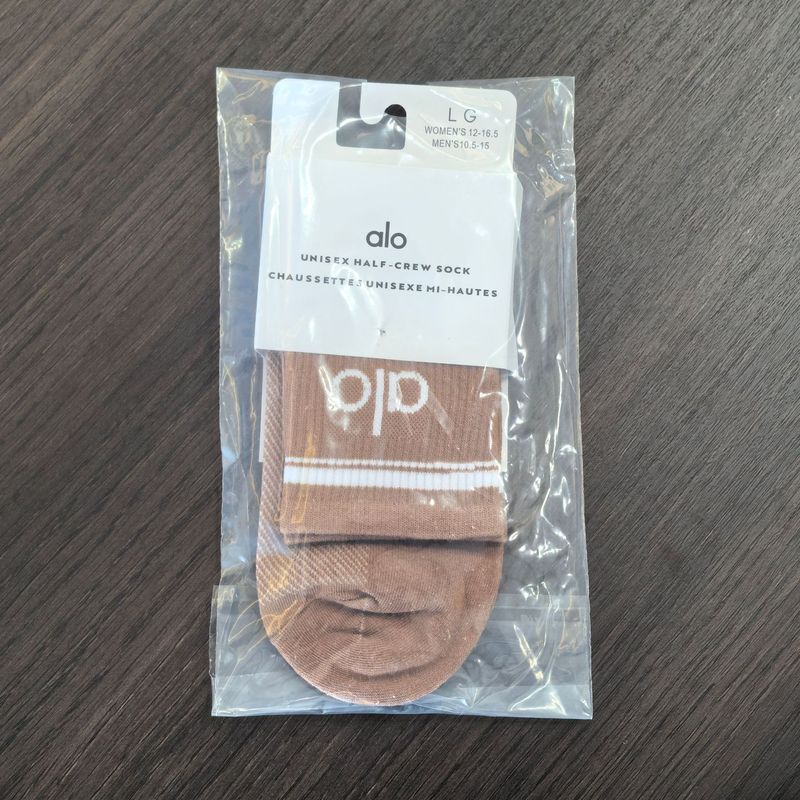 L G
WOMEN'S 12-16.5
MEN'S10.5-15
alo
UNISEX HALF-CREW SOCK
CHAUSSETTES UNISEXE MI-HAUTES
alo